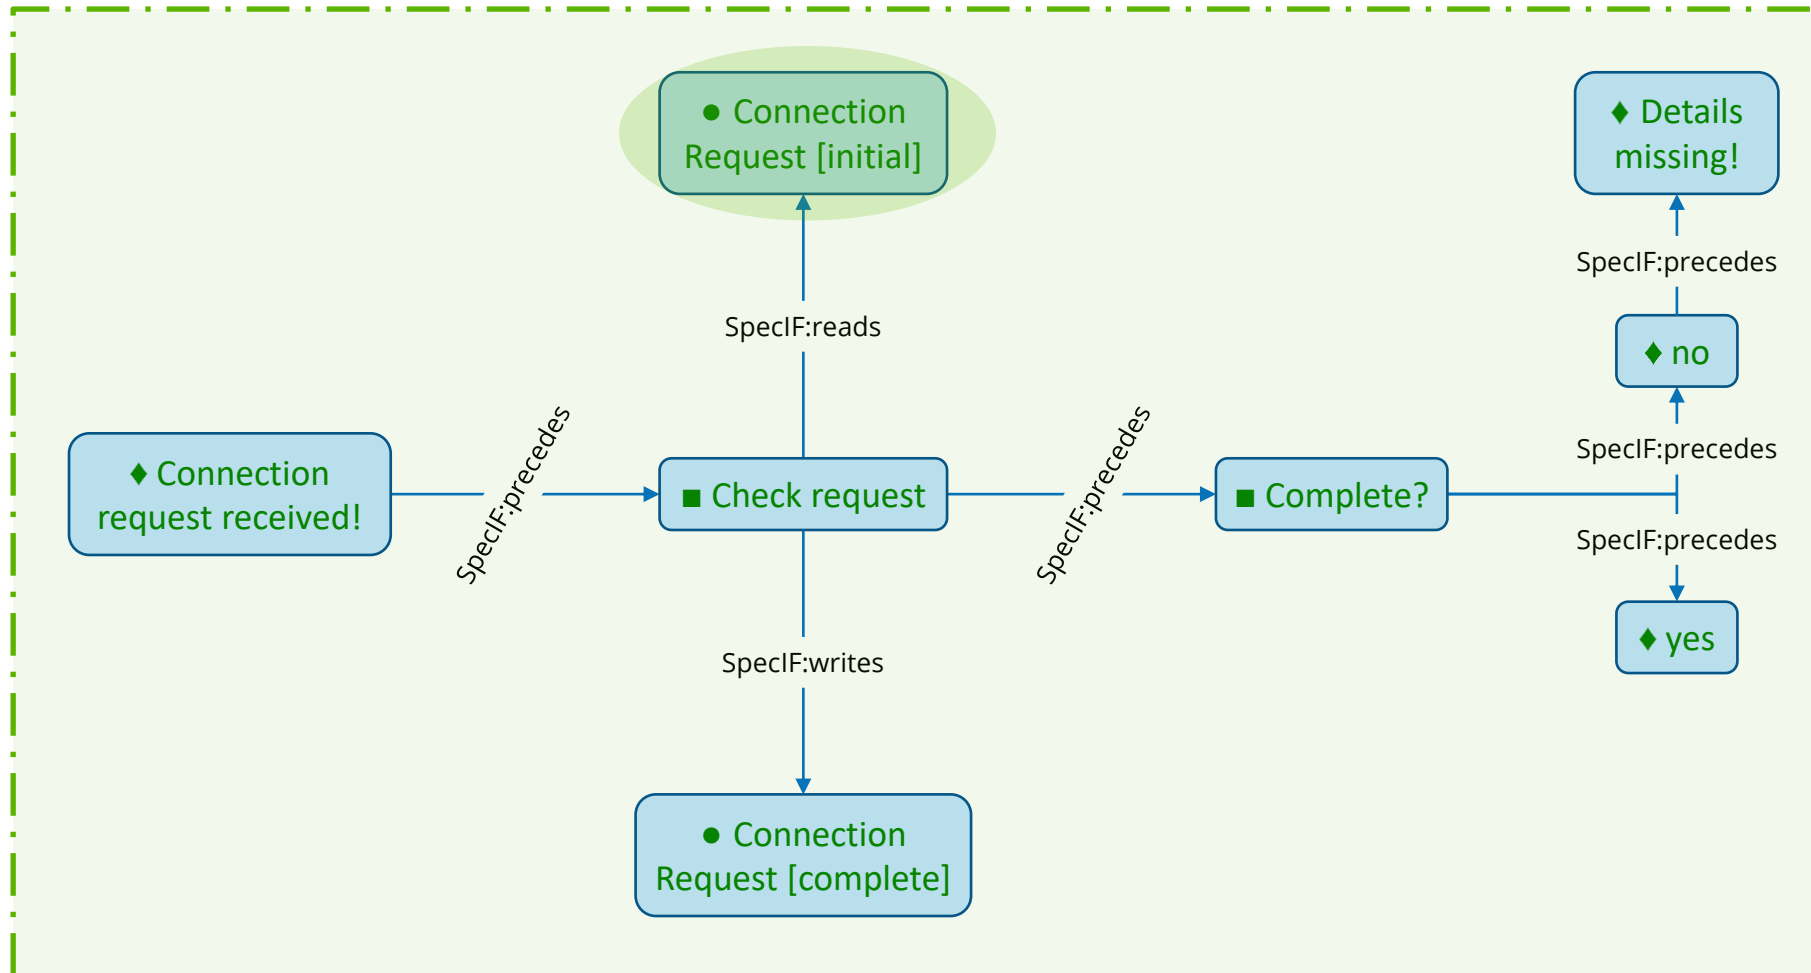 ● Connection
Request [initial]
♦ Details
missing!
SpecIF:precedes
SpecIF:reads
♦ no
SpecIF:precedes
♦ Connection
request received!
SpecIF:precedes
■ Check request
SpecIF:precedes
■ Complete?
SpecIF:precedes
♦ yes
SpecIF:writes
● Connection
Request [complete]